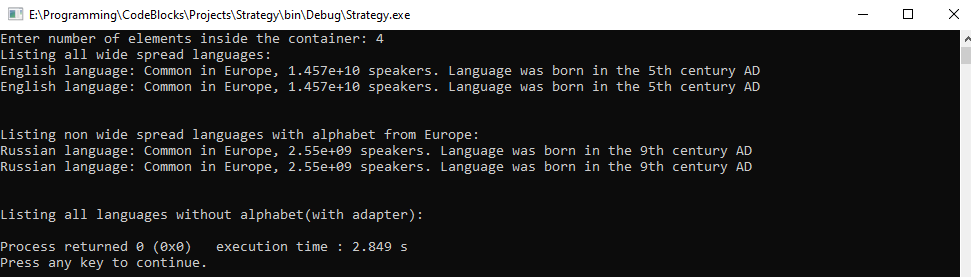 E:\Programming\CodeBlocks\Projects\Strategy\bin\Debug\Strategy.exe
Enter number of elements inside the container: 4
Listing all wide spread languages:
English language: Common in Europe, 1.457e+10 speakers. Language was born in the 5th century AD
English language: Common in Europe, 1.457e+10 speakers. Language was born in the 5th century AD
Listing non wide spread languages with alphabet from Europe:
Russian language: Common in Europe, 2.55e+09 speakers. Language was born in the 9th century AD
Russian language: Common in Europe, 2.55e+09 speakers. Language was born in the 9th century AD
Listing all languages without alphabet(with adapter):
Process returned 0 (0x0)   execution time : 2.849 s
Press any key to continue.